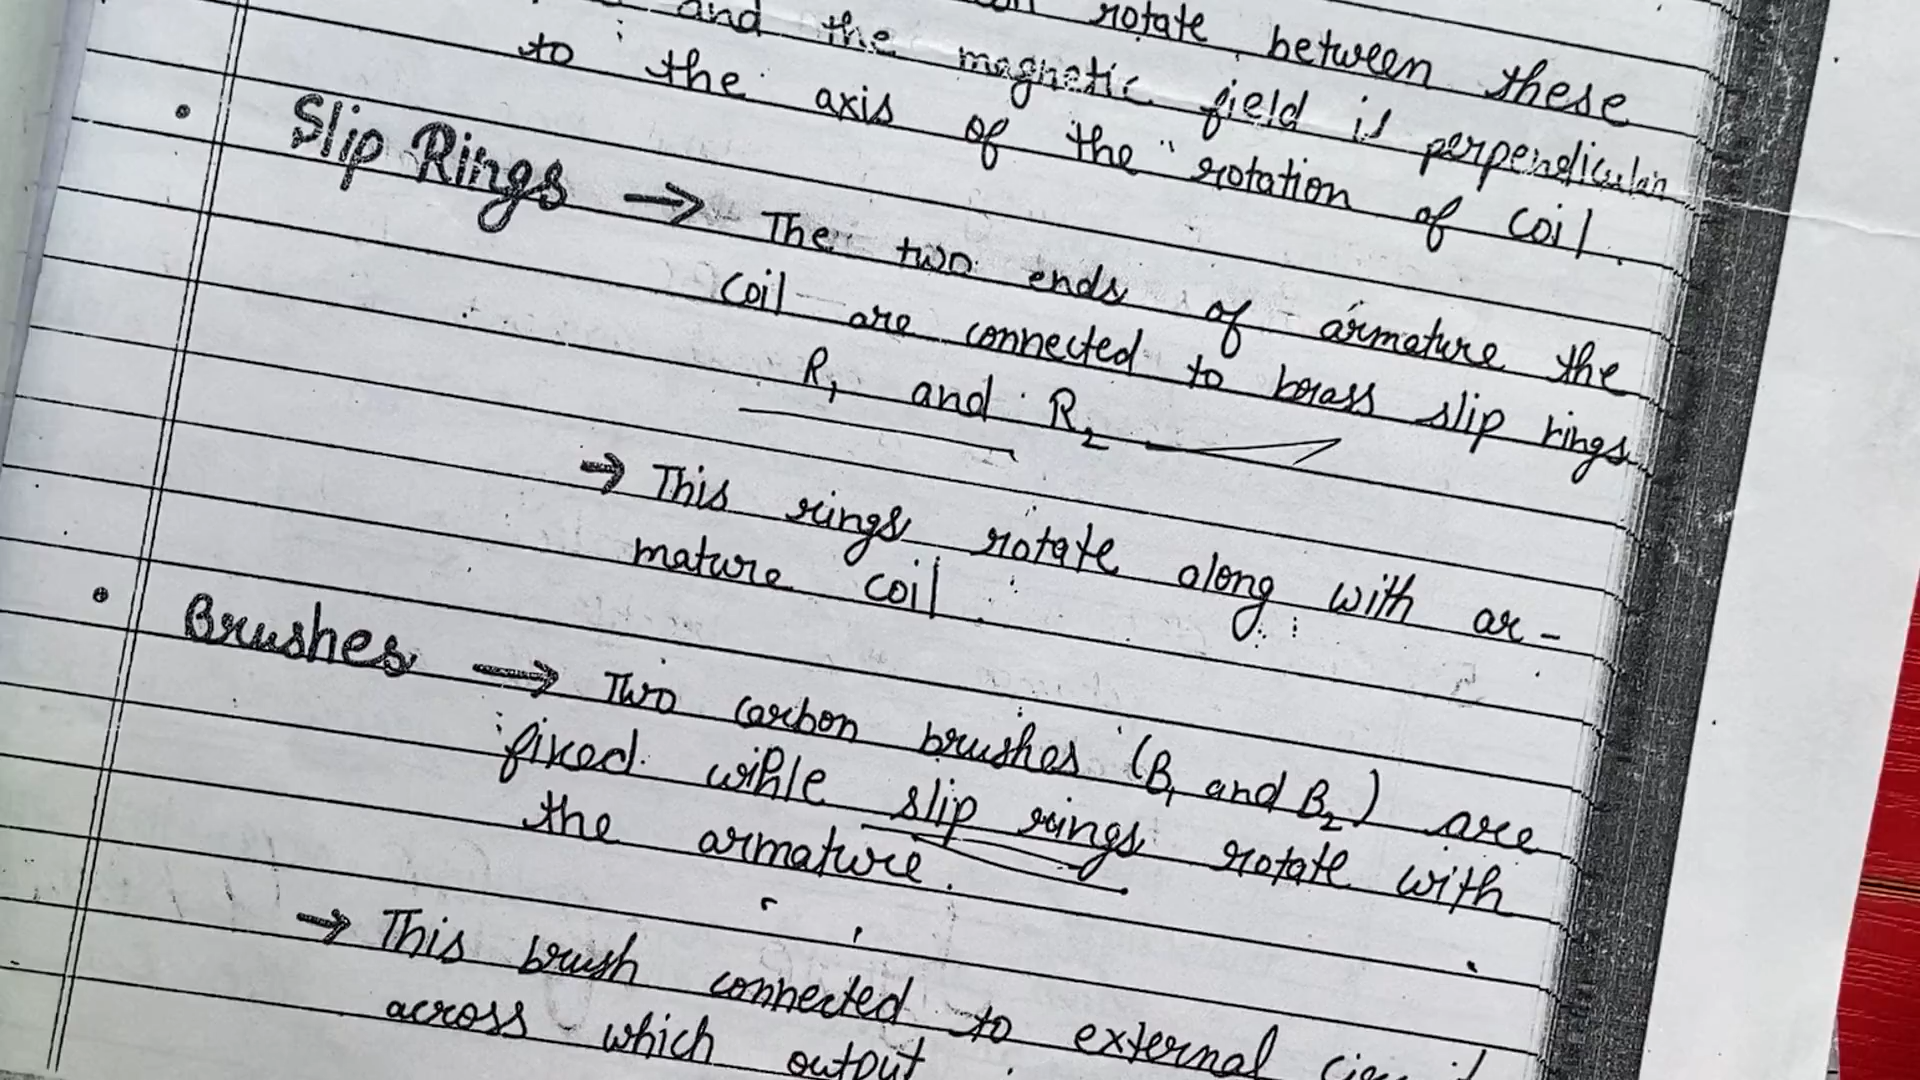 rotate between these
and the magnetic field is perpendicular
to the axis of the rotation of coil.
• Slip Rings → The two ends of armature the
coil are connected to brass slip rings
R₁ and R₂
→ This rings rotate along with ar-
mature coil.
• Brushes → Two carbon brushes (B₁ and B₂) are
fixed wihle slip rings rotate with
the armature.
→ This brush connected to external
across which output